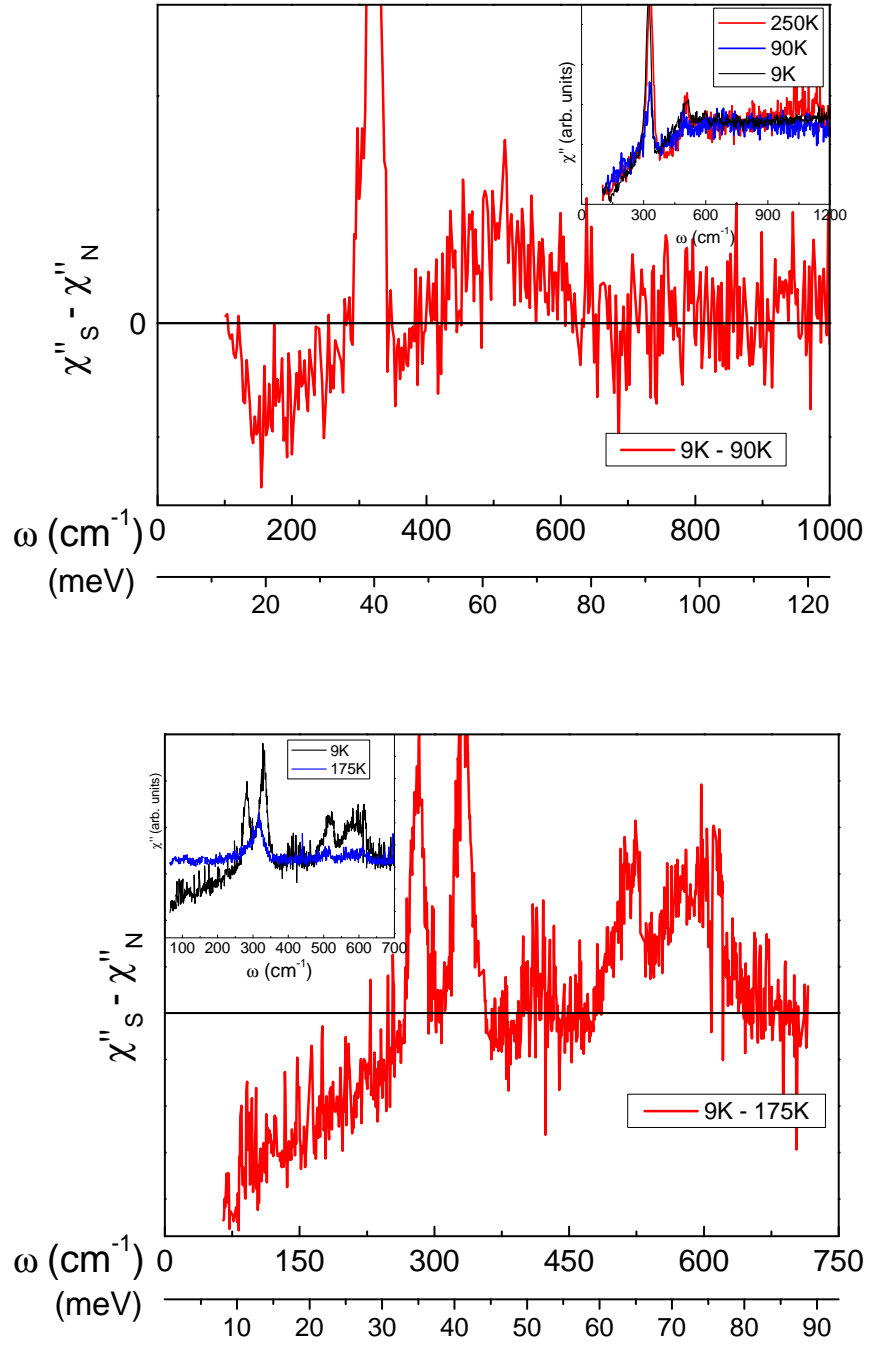 250K
90K
9K
χ'' (arb. units)
0 300 600 900 1200
ω (cm-1)
χ''S - χ''N
0
9K - 90K
0 200 400 600 800 1000
ω (cm-1)
(meV)
20 40 60 80 100 120
9K
175K
χ'' (arb. units)
100 200 300 400 500 600 700
ω (cm-1)
χ''S - χ''N
9K - 175K
0 150 300 450 600 750
ω (cm-1)
(meV)
10 20 30 40 50 60 70 80 90